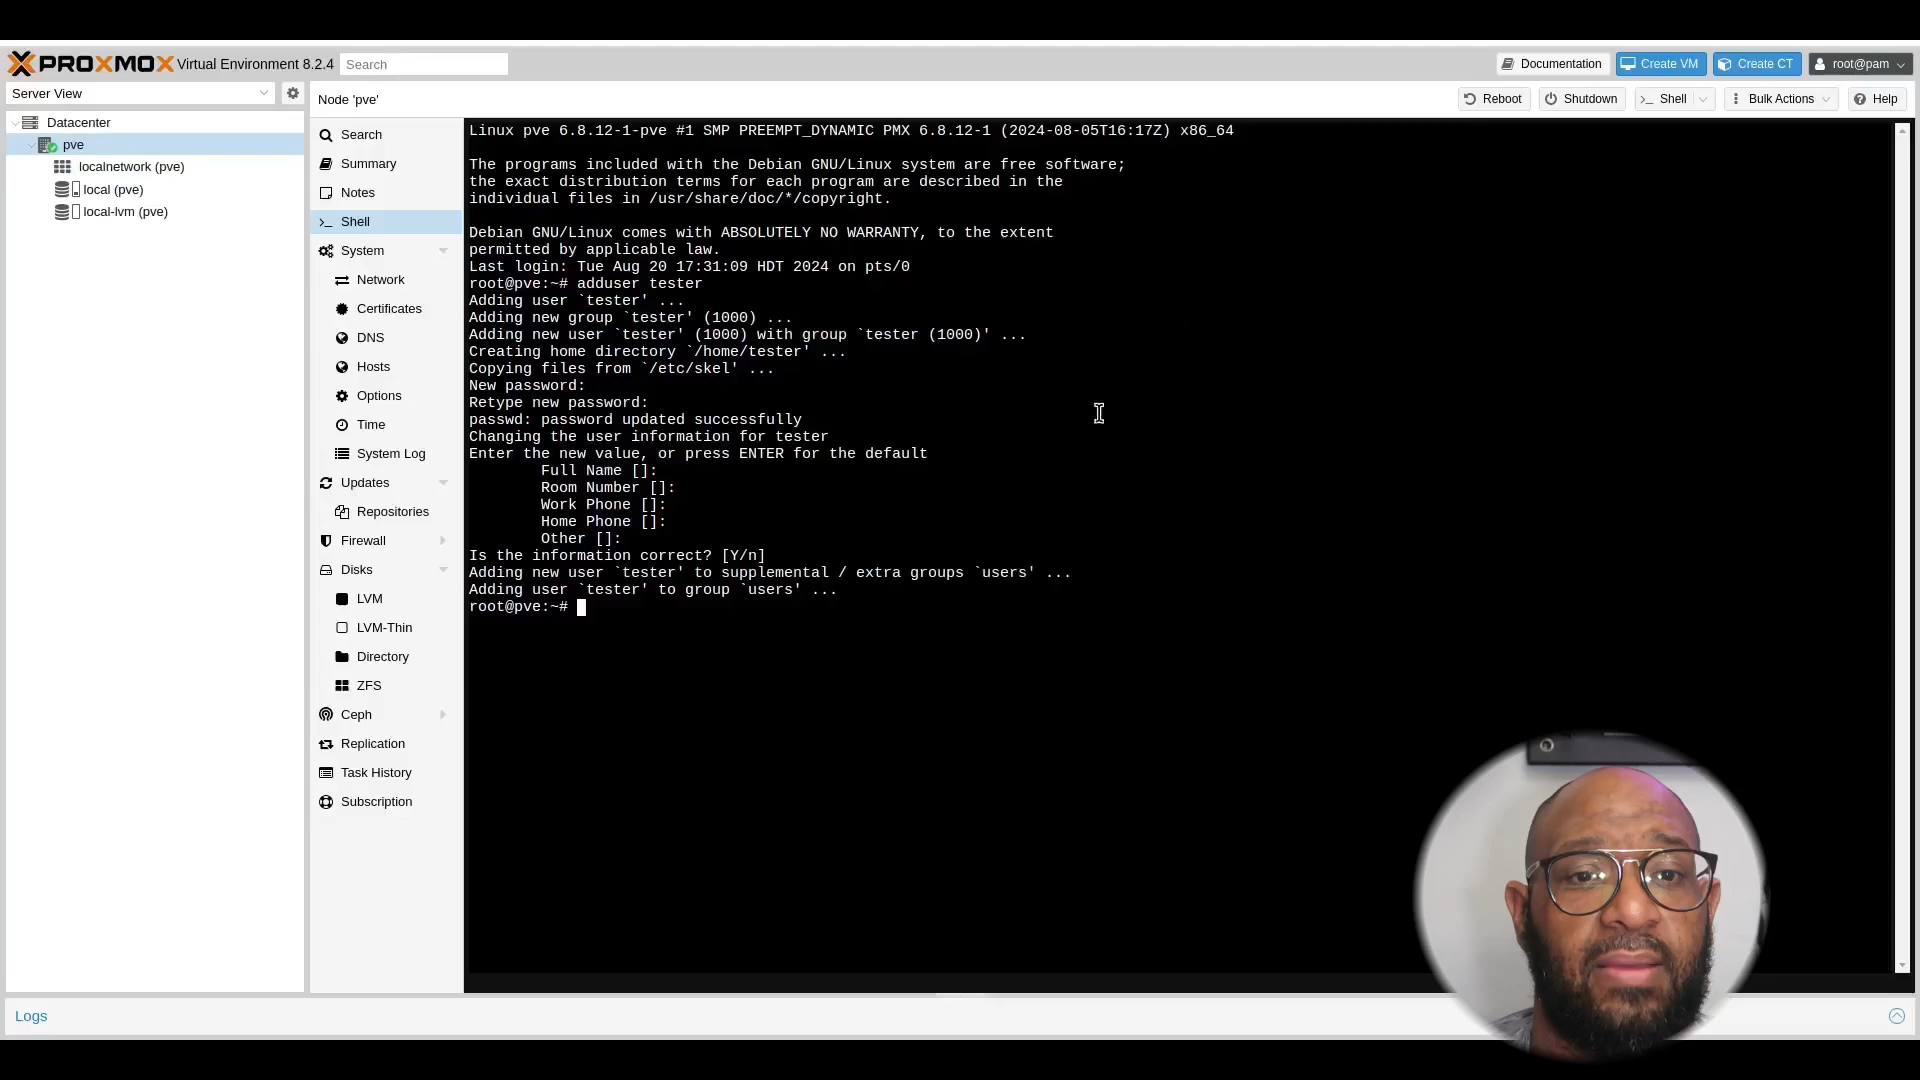 PROXMOX Virtual Environment 8.2.4 Search Documentation Create VM Create CT root@pam
Server View
Node 'pve' Reboot Shutdown >_ Shell Bulk Actions Help
Datacenter
pve
localnetwork (pve)
local (pve)
local-lvm (pve)
Search
Summary
Notes
>_ Shell
System
Network
Certificates
DNS
Hosts
Options
Time
System Log
Updates
Repositories
Firewall
Disks
LVM
LVM-Thin
Directory
ZFS
Ceph
Replication
Task History
Subscription
Linux pve 6.8.12-1-pve #1 SMP PREEMPT_DYNAMIC PMX 6.8.12-1 (2024-08-05T16:17Z) x86_64
The programs included with the Debian GNU/Linux system are free software;
the exact distribution terms for each program are described in the
individual files in /usr/share/doc/*/copyright.
Debian GNU/Linux comes with ABSOLUTELY NO WARRANTY, to the extent
permitted by applicable law.
Last login: Tue Aug 20 17:31:09 HDT 2024 on pts/0
root@pve:~# adduser tester
Adding user `tester' ...
Adding new group `tester' (1000) ...
Adding new user `tester' (1000) with group `tester (1000)' ...
Creating home directory `/home/tester' ...
Copying files from `/etc/skel' ...
New password:
Retype new password:
passwd: password updated successfully
Changing the user information for tester
Enter the new value, or press ENTER for the default
Full Name []:
Room Number []:
Work Phone []:
Home Phone []:
Other []:
Is the information correct? [Y/n]
Adding new user `tester' to supplemental / extra groups `users' ...
Adding user `tester' to group `users' ...
root@pve:~#
Logs